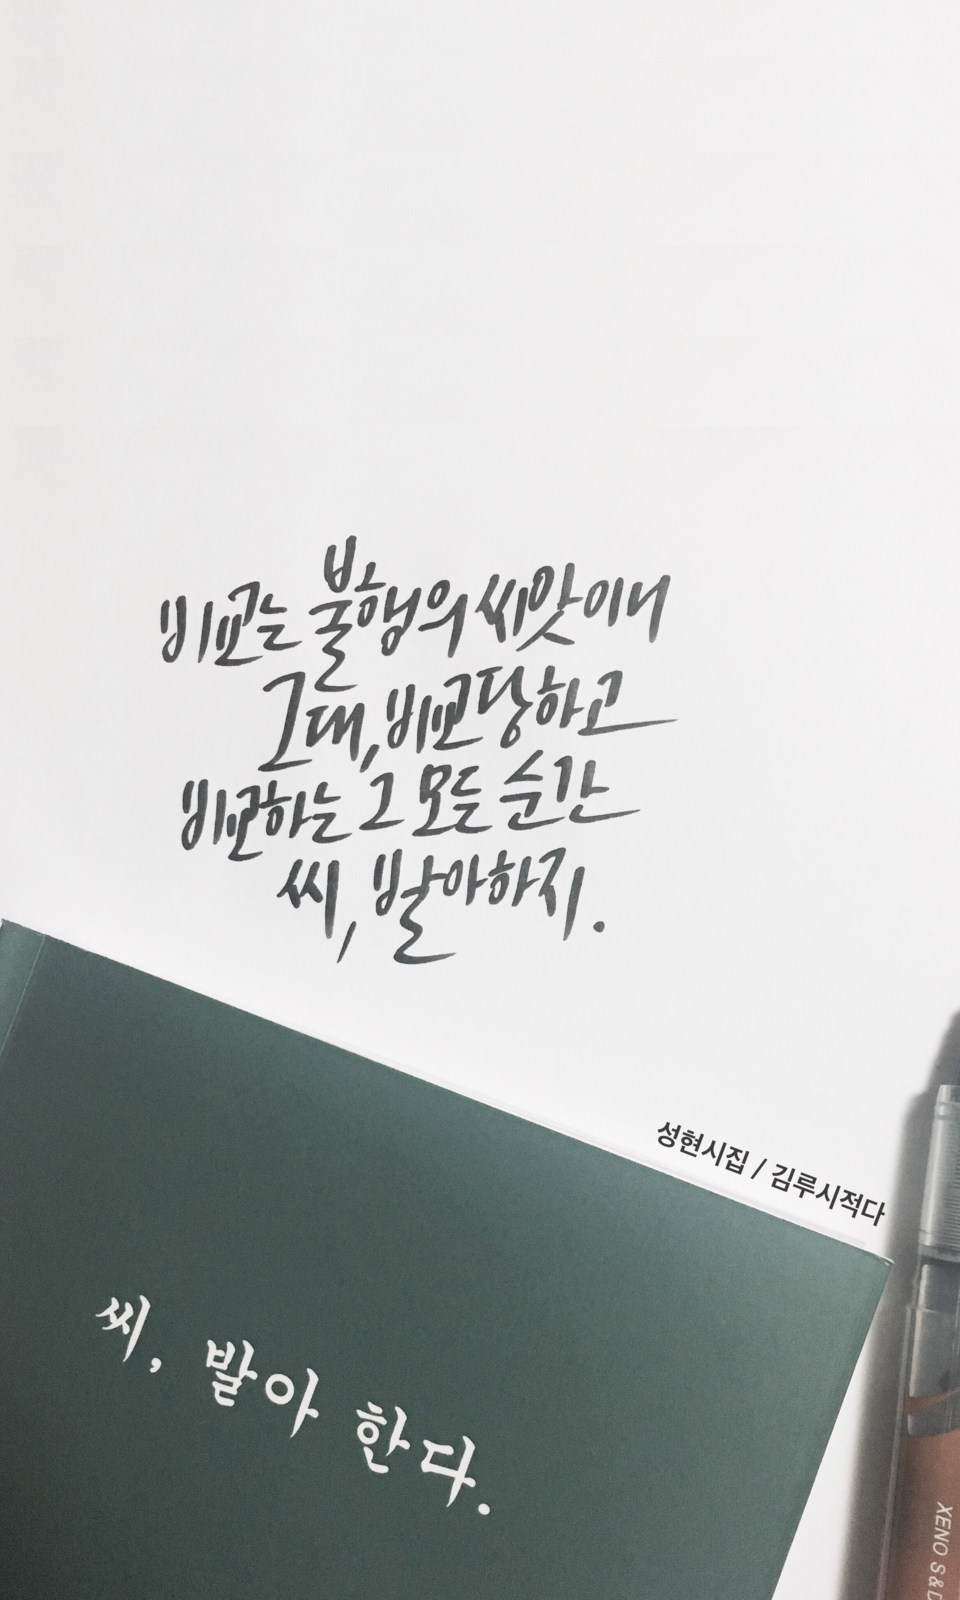 비교는 불행의 씨앗이니
그대, 비교당하고
비교하는 그 모든 순간
씨, 발아하지.
성현시집 / 김루시적다
씨, 발아 한다.
XENO S&D